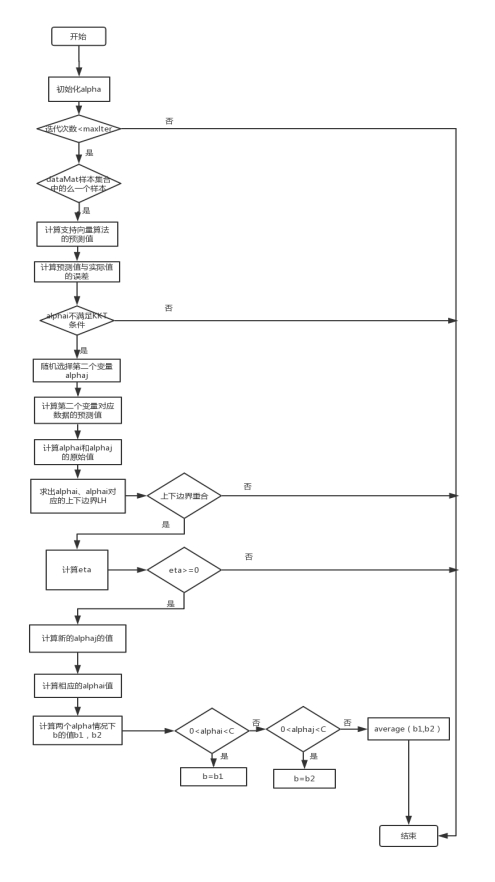 开始
初始化alpha
迭代次数<maxIter
否
是
dataMat样本集合
中的么一个样本
是
计算支持向量算法
的预测值
计算预测值与实际值
的误差
alphai不满足KKT
条件
否
是
随机选择第二个变量
alphaj
计算第二个变量对应
数据的预测值
计算alphai和alphaj
的原始值
求出alphai、alphai对
应的上下边界LH
上下边界重合
否
是
计算eta
eta>=0
否
是
计算新的alphaj的值
计算相应的alphai值
计算两个alpha情况下
b的值b1，b2
0<alphai<C
否
0<alphaj<C
否
average（b1,b2）
是
是
b=b1
b=b2
结束